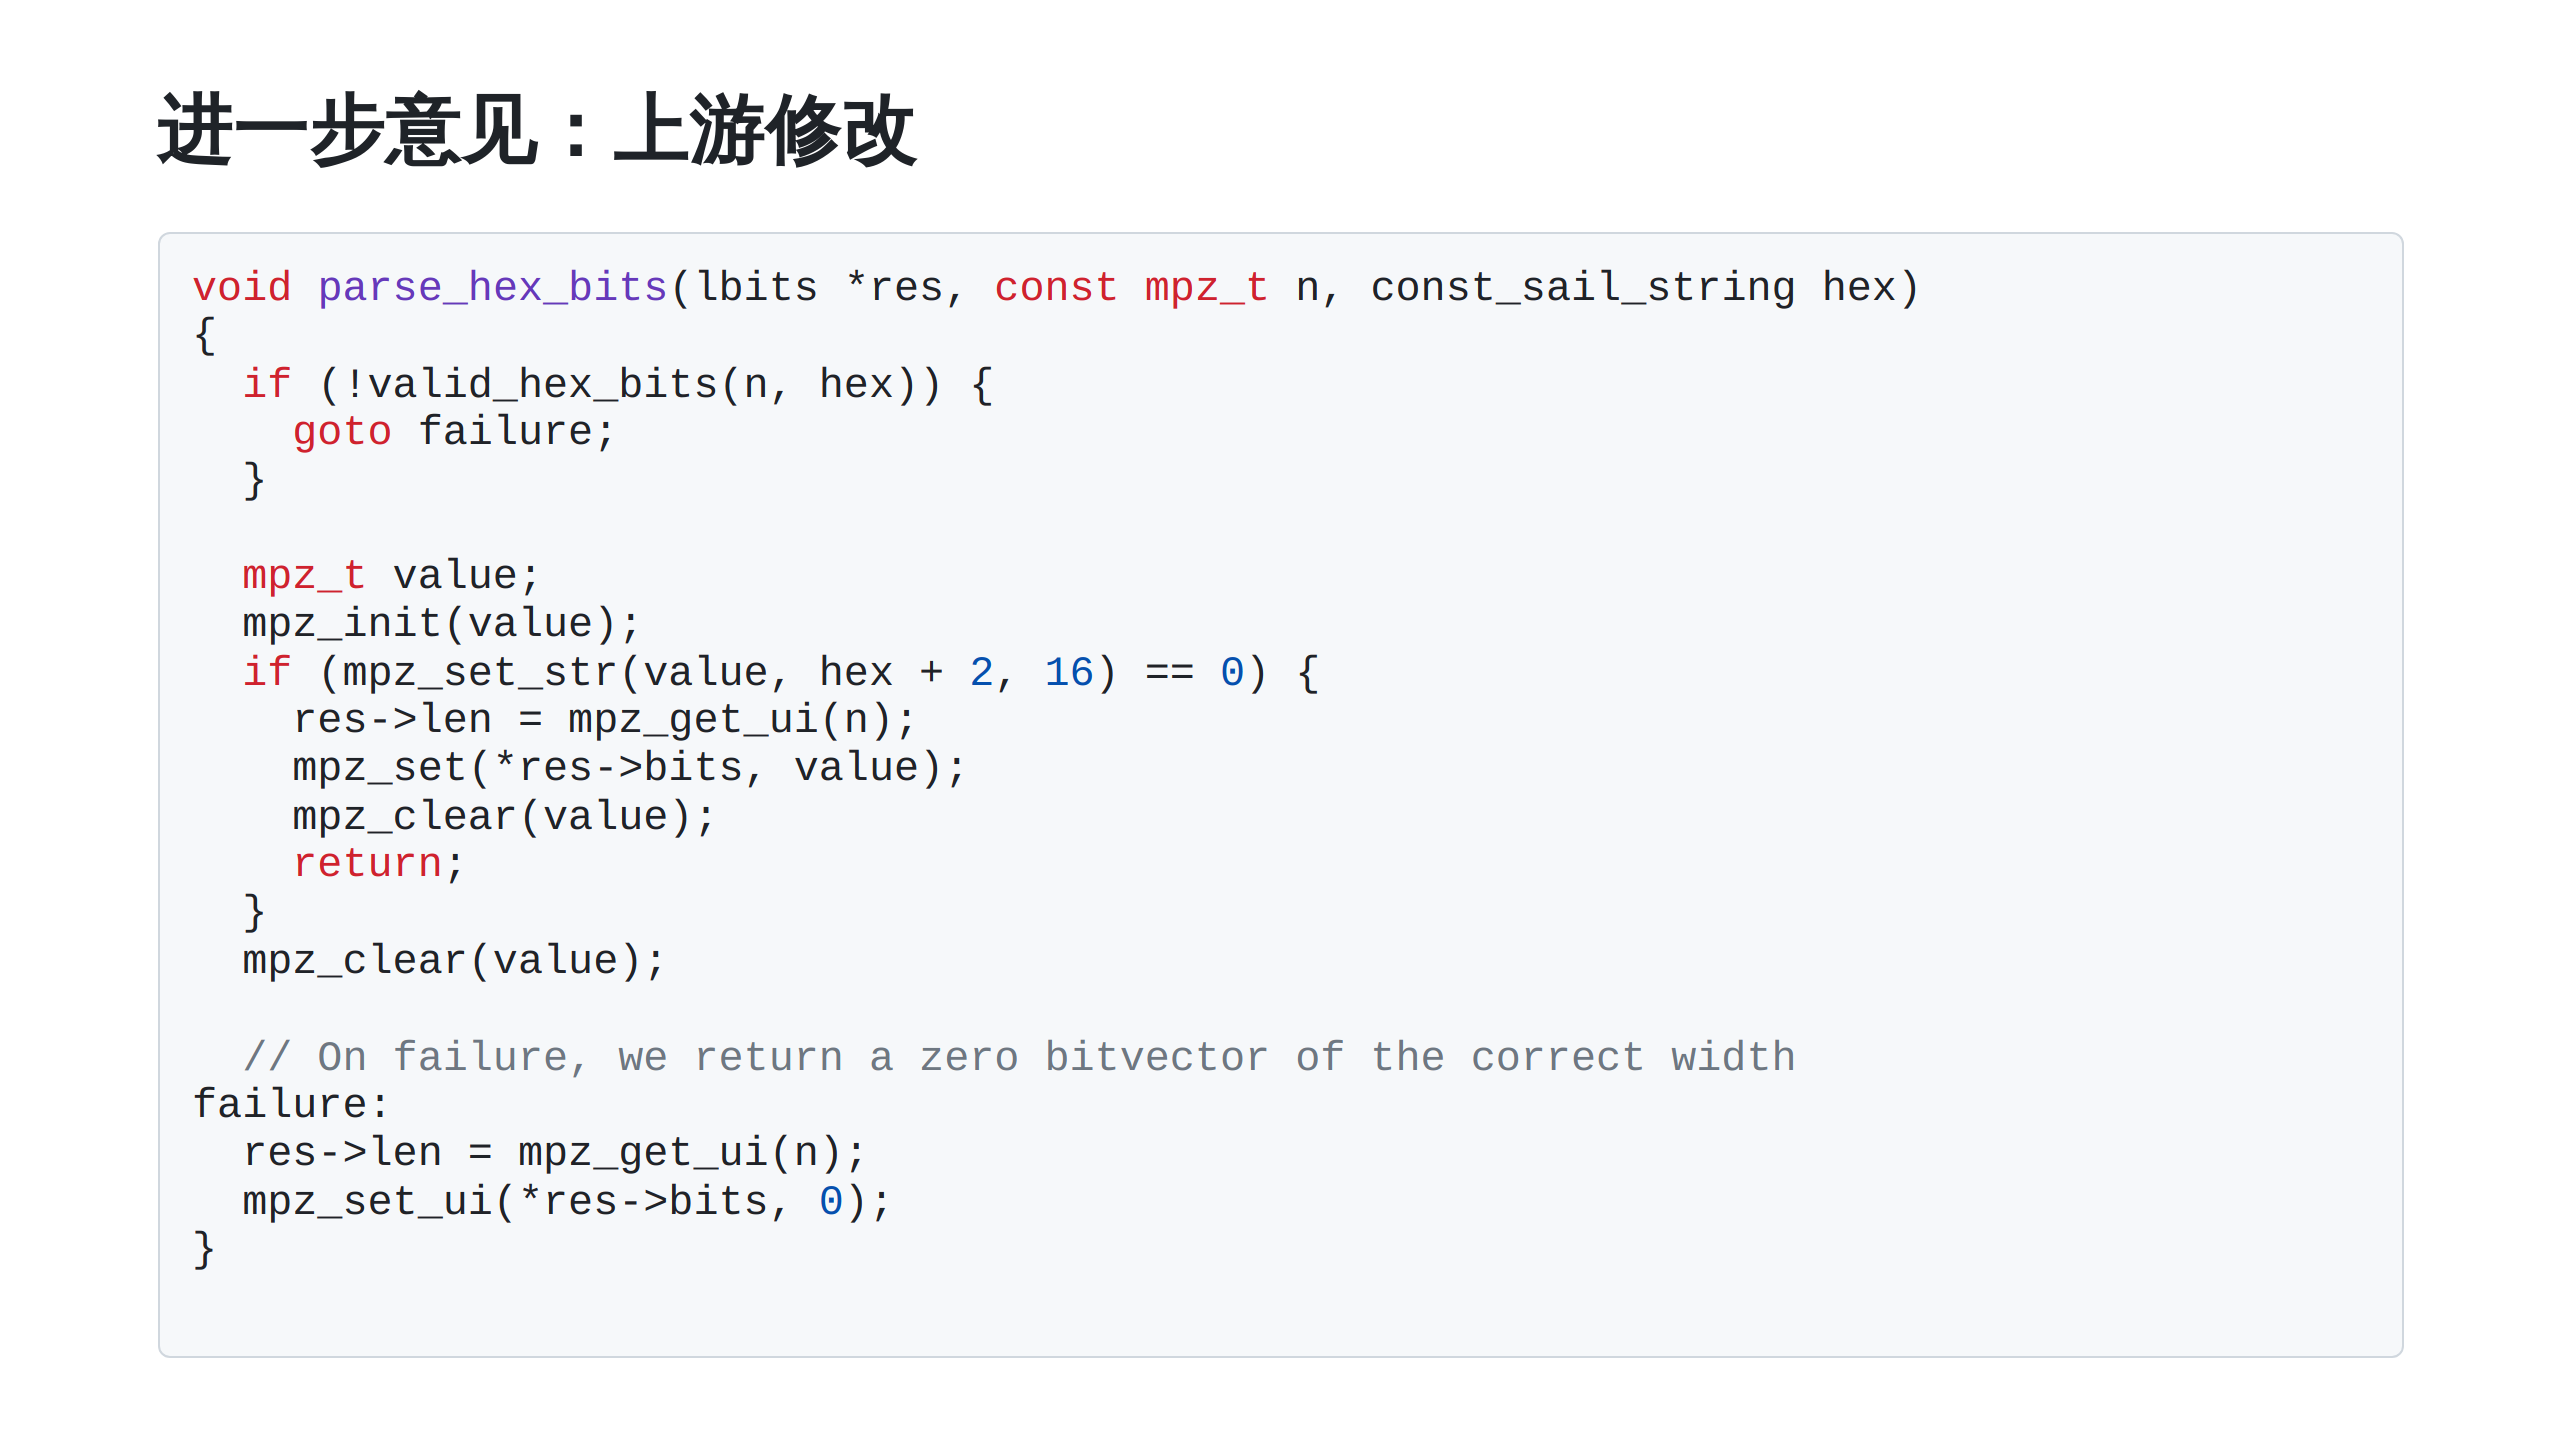 进一步意见：上游修改
void parse_hex_bits(lbits *res, const mpz_t n, const_sail_string hex)
{
  if (!valid_hex_bits(n, hex)) {
    goto failure;
  }

  mpz_t value;
  mpz_init(value);
  if (mpz_set_str(value, hex + 2, 16) == 0) {
    res->len = mpz_get_ui(n);
    mpz_set(*res->bits, value);
    mpz_clear(value);
    return;
  }
  mpz_clear(value);

  // On failure, we return a zero bitvector of the correct width
failure:
  res->len = mpz_get_ui(n);
  mpz_set_ui(*res->bits, 0);
}